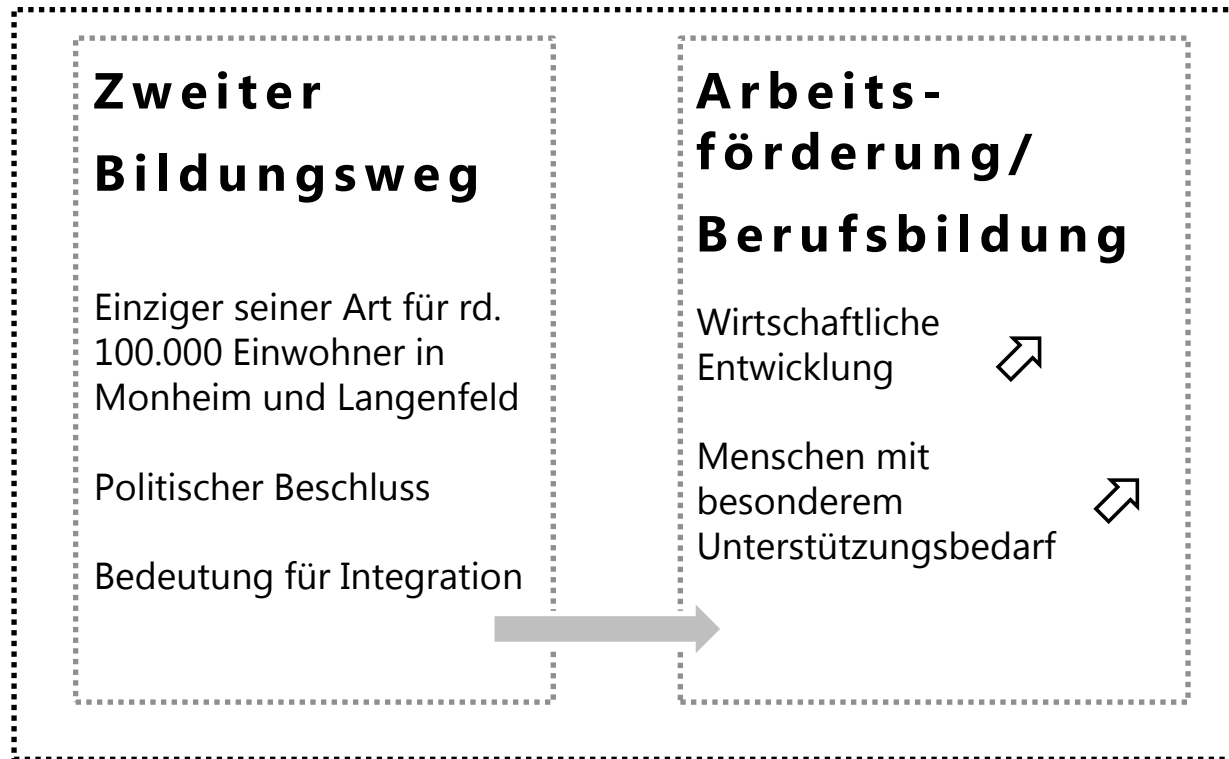 Zweiter
Bildungsweg
Einziger seiner Art für rd.
100.000 Einwohner in
Monheim und Langenfeld
Politischer Beschluss
Bedeutung für Integration
Arbeits-
förderung/
Berufsbildung
Wirtschaftliche
Entwicklung
Menschen mit
besonderem
Unterstützungsbedarf